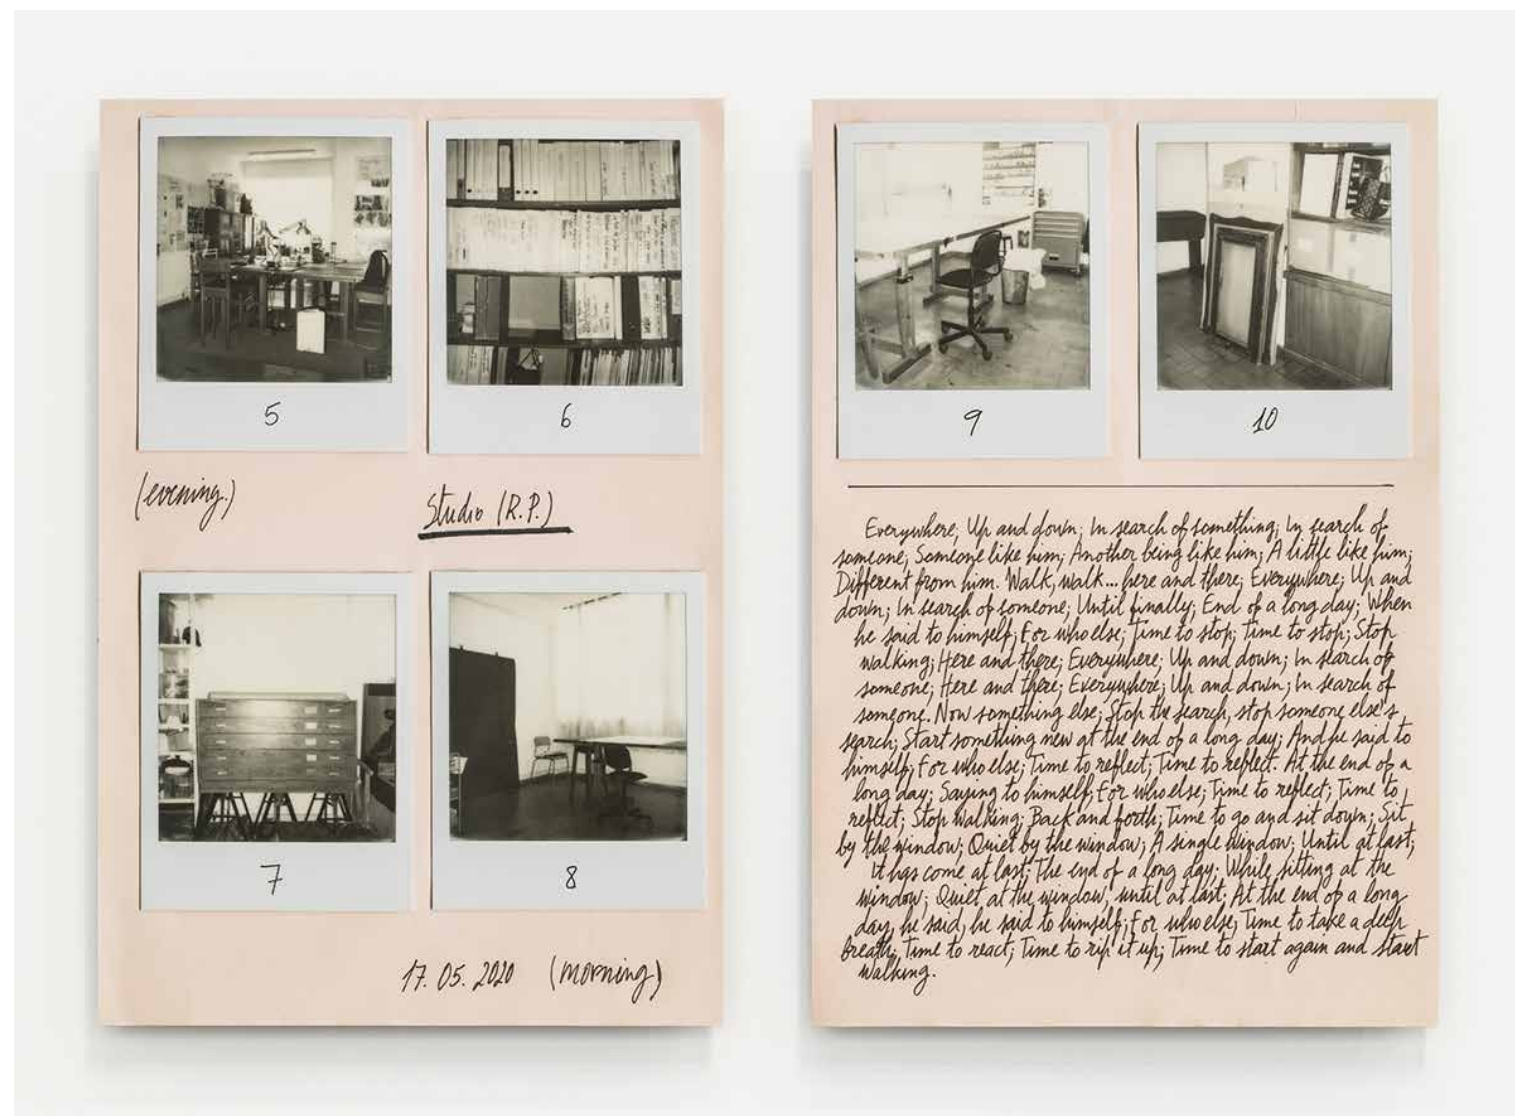 5
6
(evening.)
Studio (R.P.)
7
8
17. 05. 2020 (morning)
9
10
Everywhere; Up and down; In search of something; In search of
someone; Someone like him; Another being like him; A little like him;
Different from him. Walk, walk... here and there; Everywhere; Up and
down; In search of someone; Until finally; End of a long day; When
he said to himself; For who else; Time to stop; Time to stop; Stop
walking; Here and there; Everywhere; Up and down; In search of
someone; Here and there; Everywhere; Up and down; In search of
someone. Now something else; Stop the search, stop someone else's
search; Start something new at the end of a long day; And he said to
himself; For who else; Time to reflect; Time to reflect. At the end of a
long day; Saying to himself; For who else; Time to reflect; Time to
reflect; Stop walking; Back and forth; Time to go and sit down; Sit
by the window; Quiet by the window; A single window; Until at last;
It has come at last; The end of a long day; While sitting at the
window; Quiet at the window, until at last; At the end of a long
day, he said, he said to himself; For who else; Time to take a deep
breath; Time to react; Time to rip it up; Time to start again and start
walking.